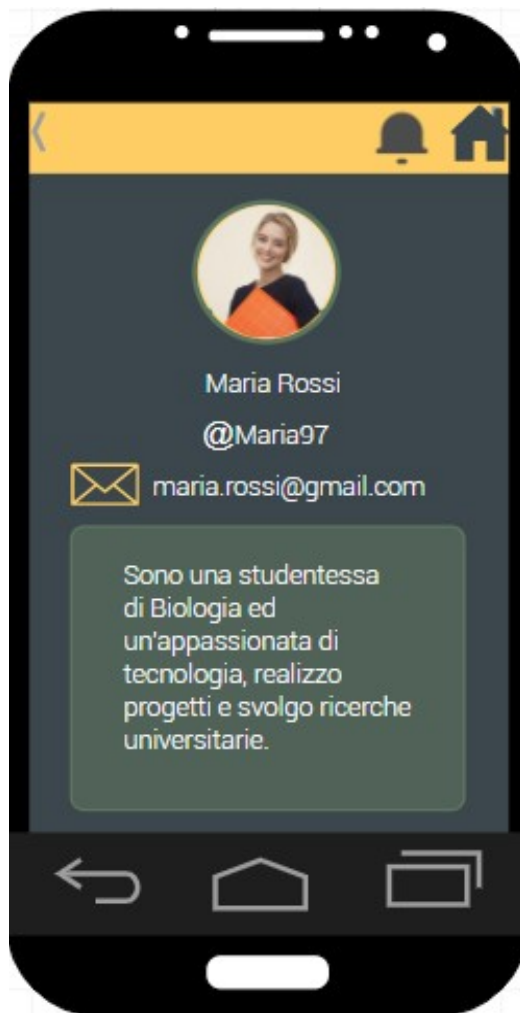 Maria Rossi
@Maria97
maria.rossi@gmail.com
Sono una studentessa
di Biologia ed
un'appassionata di
tecnologia, realizzo
progetti e svolgo ricerche
universitarie.